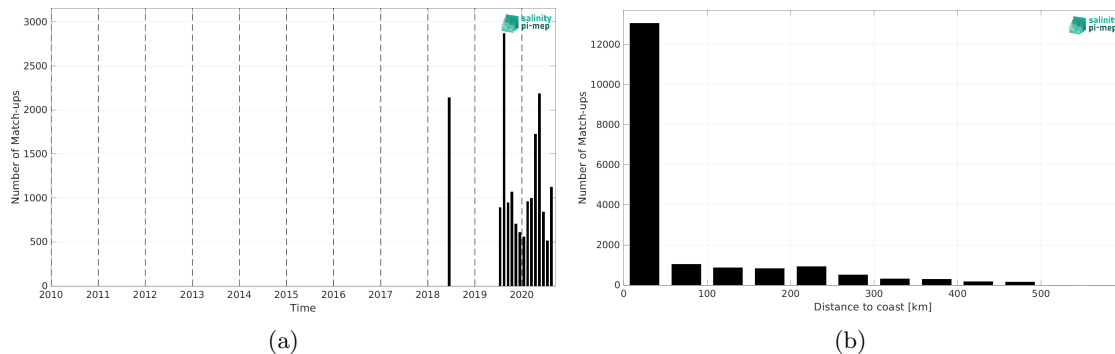 salinity
pi-mep
3000
2500
2000
1500
1000
500
0
Number of Match-ups
2010 2011 2012 2013 2014 2015 2016 2017 2018 2019 2020
Time
(a)
salinity
pi-mep
12000
10000
8000
6000
4000
2000
0
Number of Match-ups
0 100 200 300 400 500
Distance to coast [km]
(b)